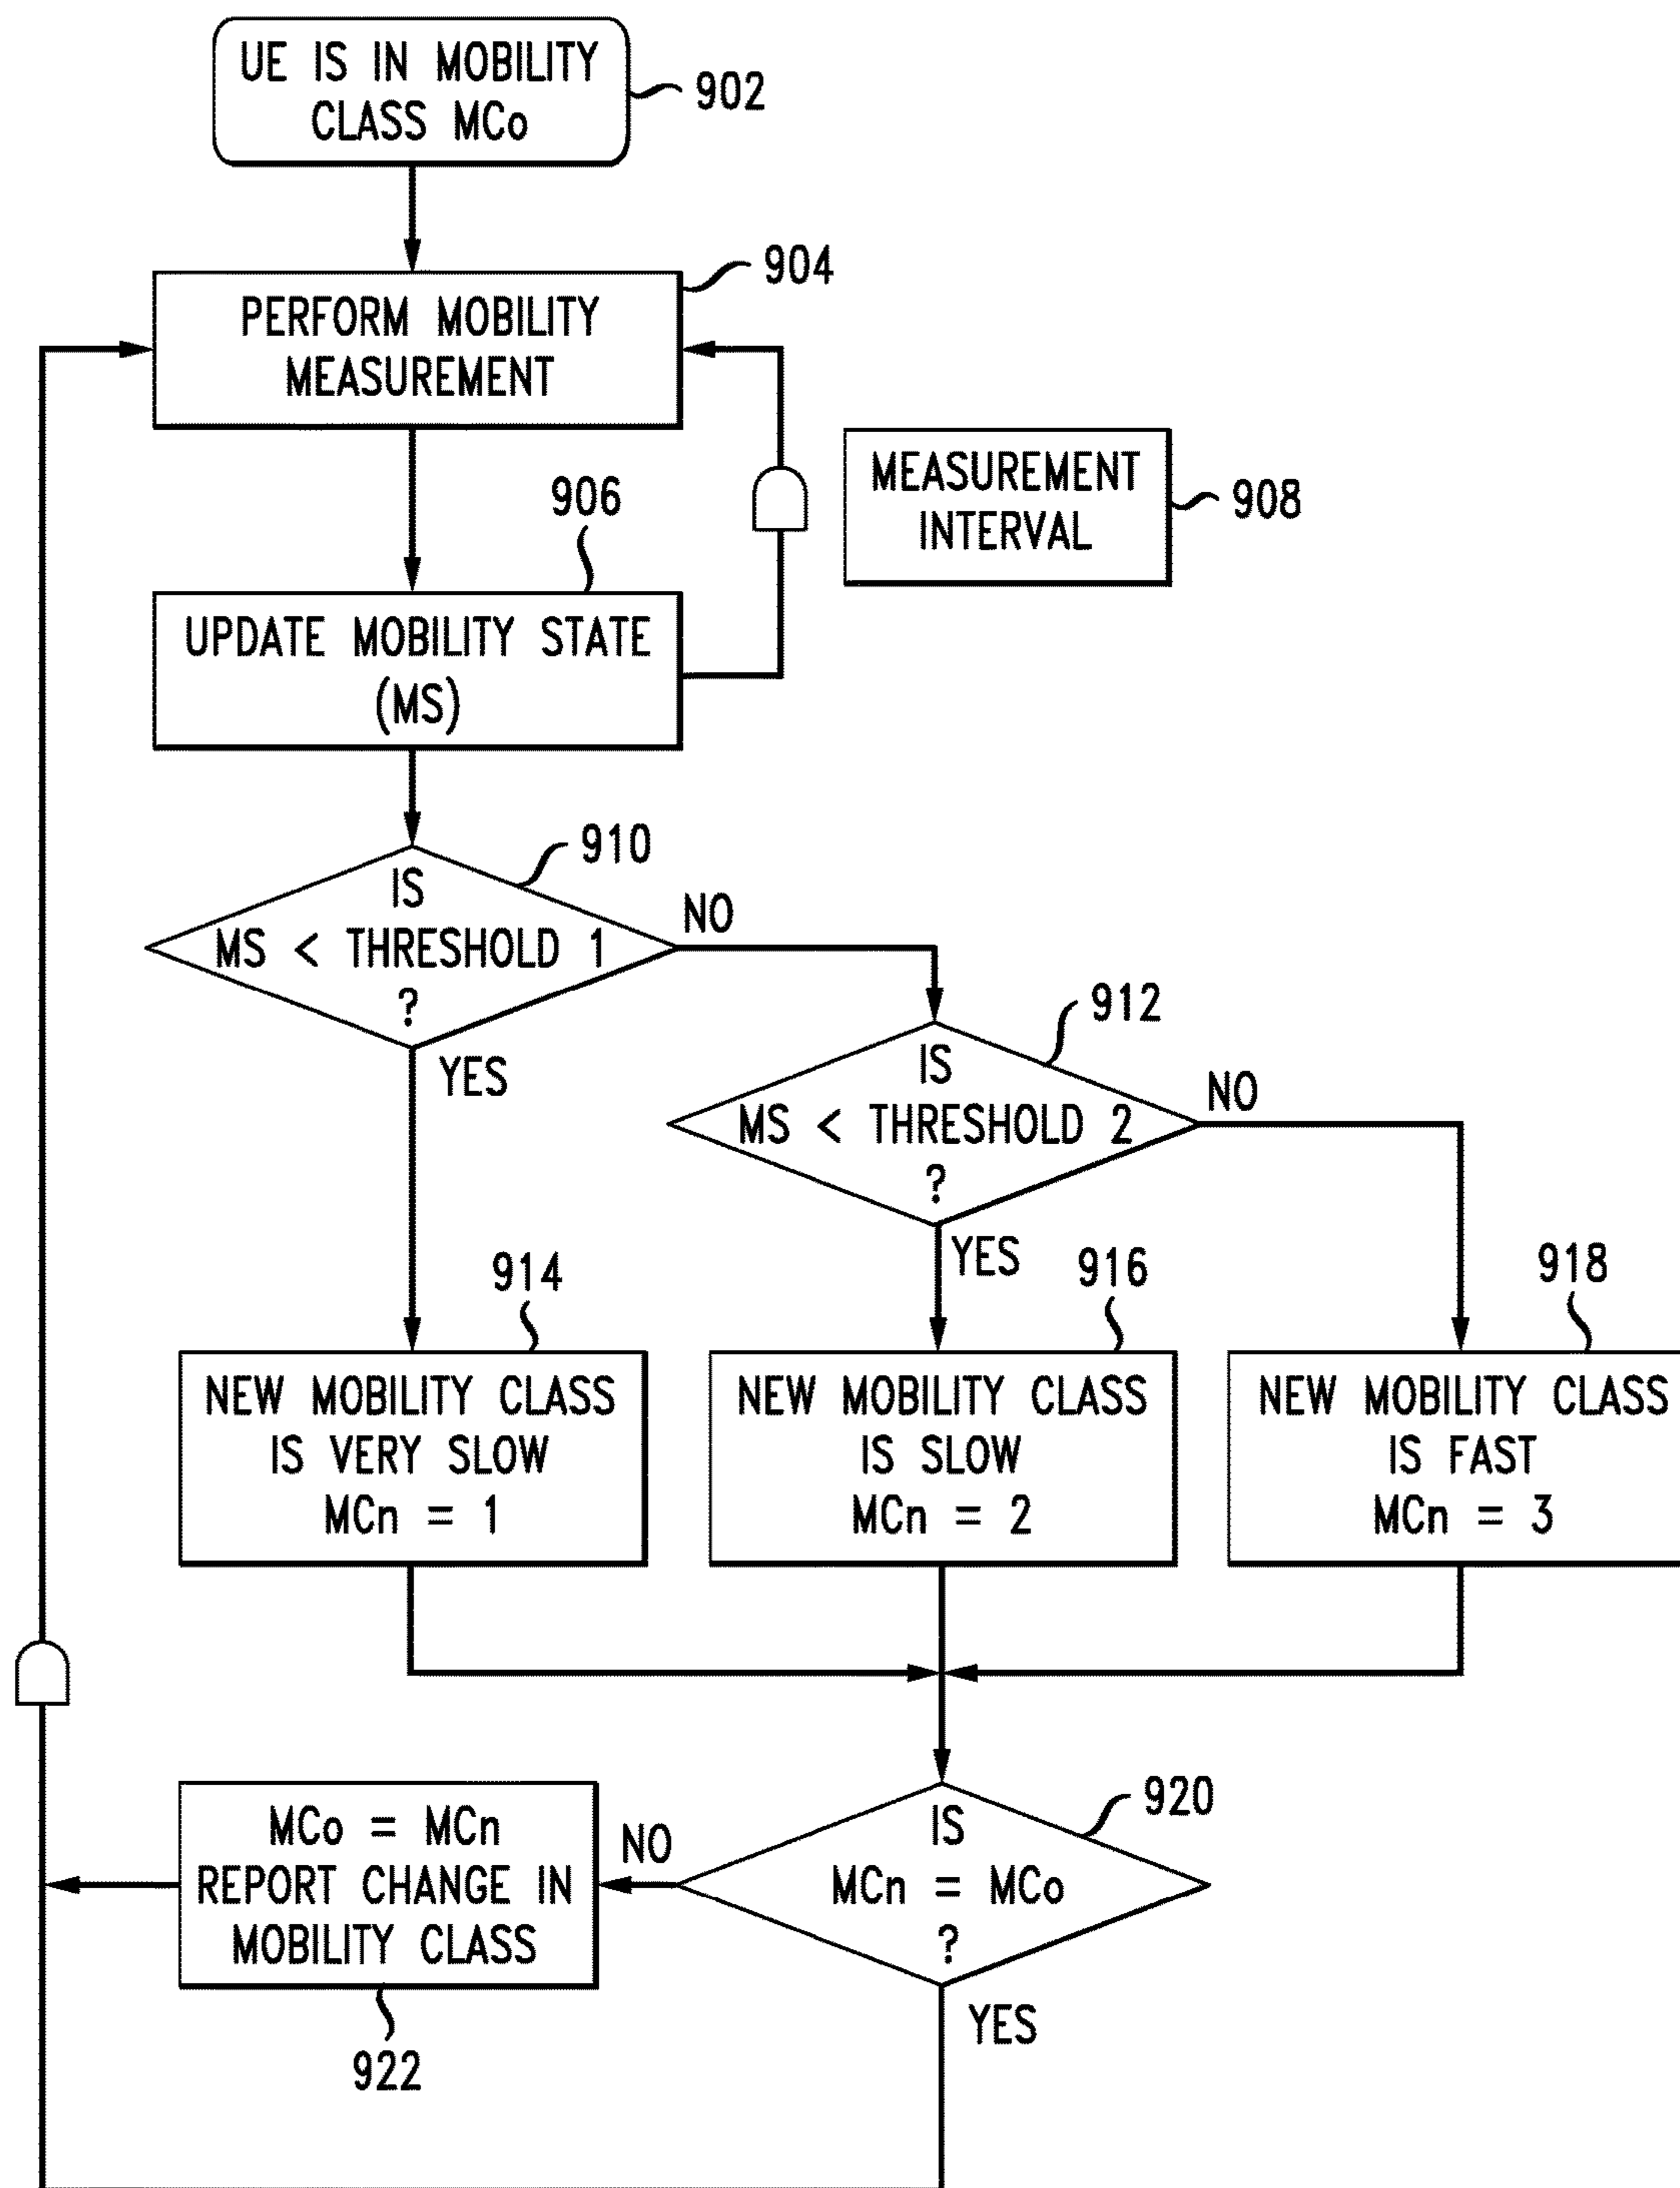 UE IS IN MOBILITY
CLASS MCo
902
904
PERFORM MOBILITY
MEASUREMENT
MEASUREMENT
INTERVAL
908
906
UPDATE MOBILITY STATE
(MS)
910
IS
MS < THRESHOLD 1
?
NO
YES
912
IS
MS < THRESHOLD 2
?
NO
YES
914
NEW MOBILITY CLASS
IS VERY SLOW
MCn = 1
916
NEW MOBILITY CLASS
IS SLOW
MCn = 2
918
NEW MOBILITY CLASS
IS FAST
MCn = 3
920
IS
MCn = MCo
?
NO
YES
MCo = MCn
REPORT CHANGE IN
MOBILITY CLASS
922